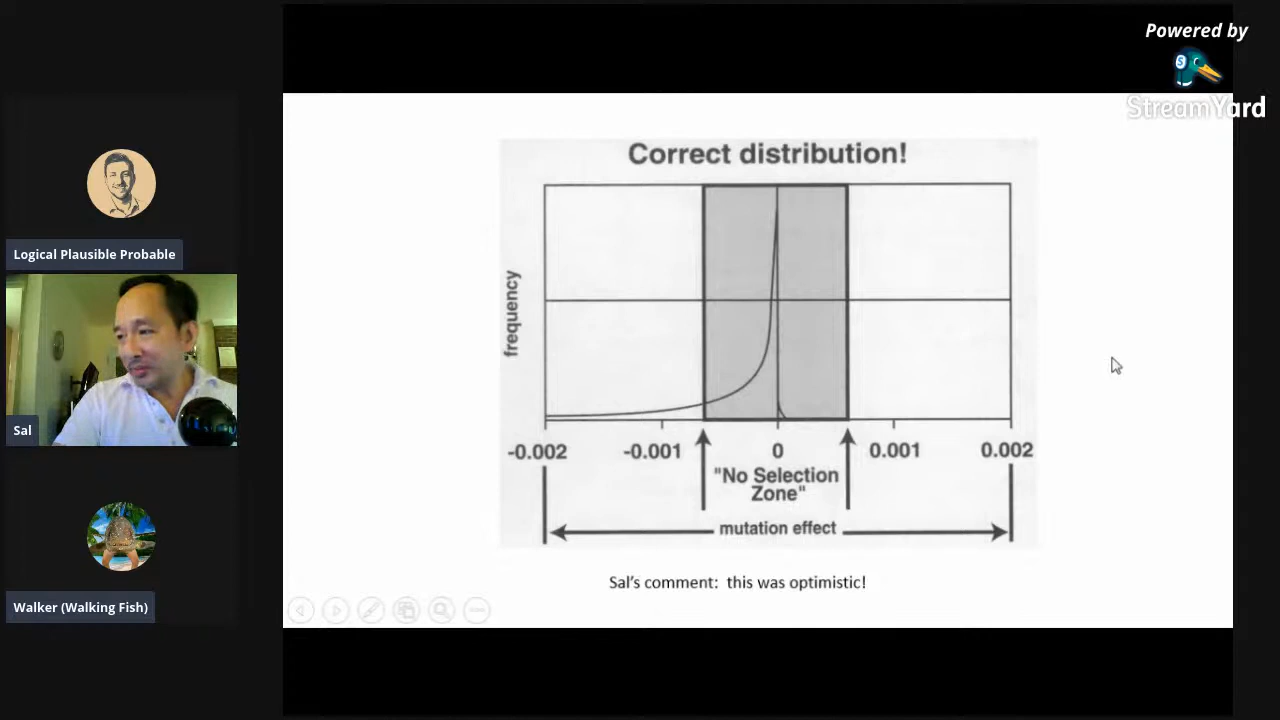 Powered by
StreamYard
Logical Plausible Probable
Sal
Walker (Walking Fish)
Correct distribution!
frequency
-0.002 -0.001 0 0.001 0.002
"No Selection
Zone"
mutation effect
Sal's comment: this was optimistic!